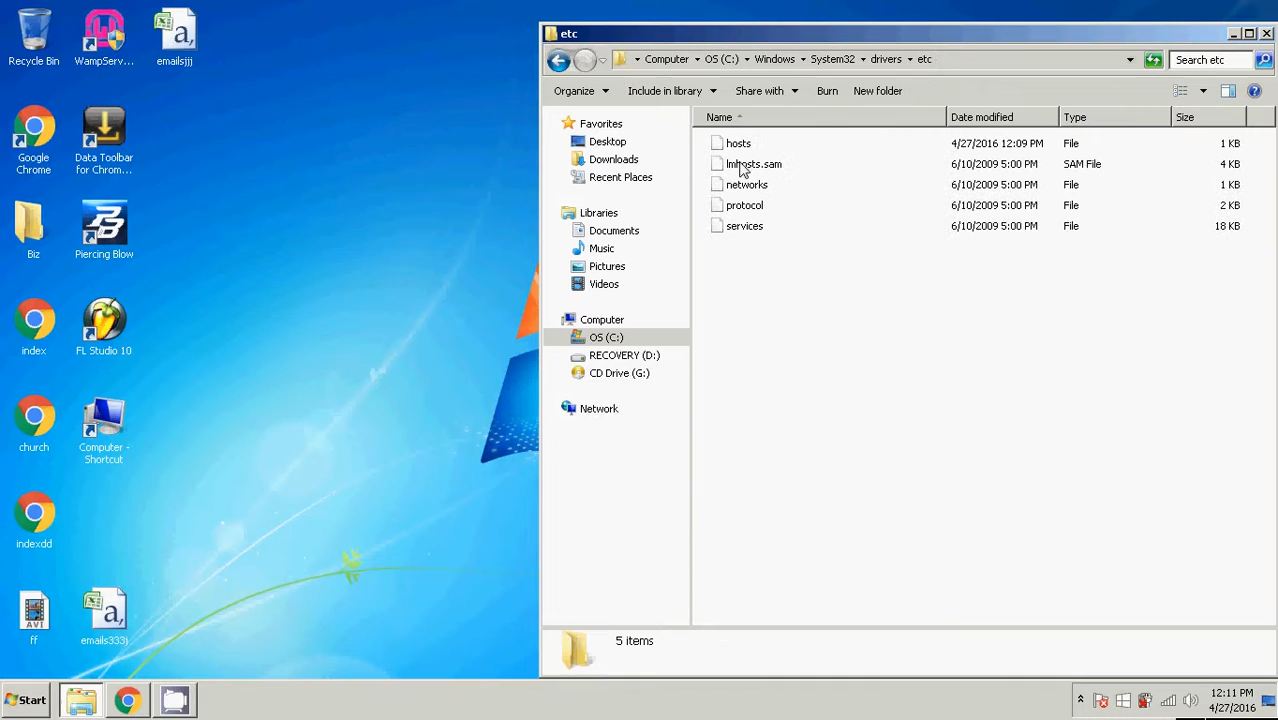 Recycle Bin
WampServ...
emailsjjj
Google
Chrome
Data Toolbar
for Chrom...
Biz
Piercing Blow
index
FL Studio 10
church
Computer -
Shortcut
indexdd
ff
emails333j
etc
Computer OS (C:) Windows System32 drivers etc
Search etc
Organize Include in library Share with Burn New folder
Favorites
Desktop
Downloads
Recent Places
Libraries
Documents
Music
Pictures
Videos
Computer
OS (C:)
RECOVERY (D:)
CD Drive (G:)
Network
Name Date modified Type Size
hosts 4/27/2016 12:09 PM File 1 KB
lmhosts.sam 6/10/2009 5:00 PM SAM File 4 KB
networks 6/10/2009 5:00 PM File 1 KB
protocol 6/10/2009 5:00 PM File 2 KB
services 6/10/2009 5:00 PM File 18 KB
5 items
Start
12:11 PM
4/27/2016